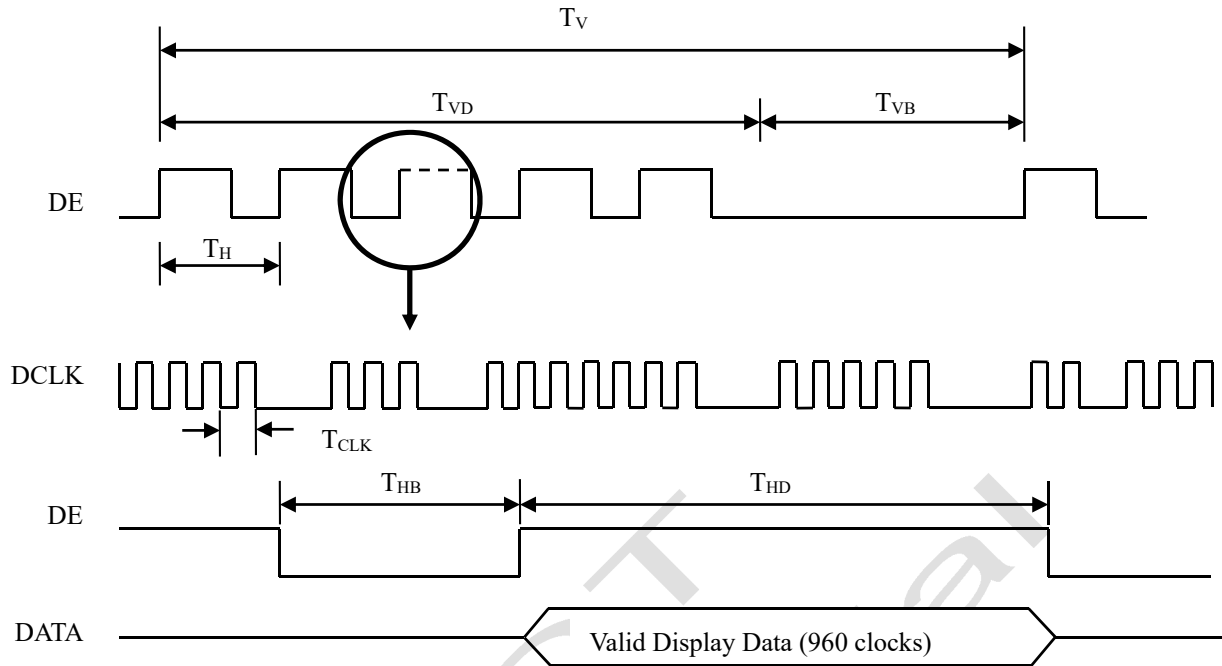 TV
TVD
TVB
DE
TH
DCLK
TCLK
THB
THD
DE
DATA
Valid Display Data (960 clocks)